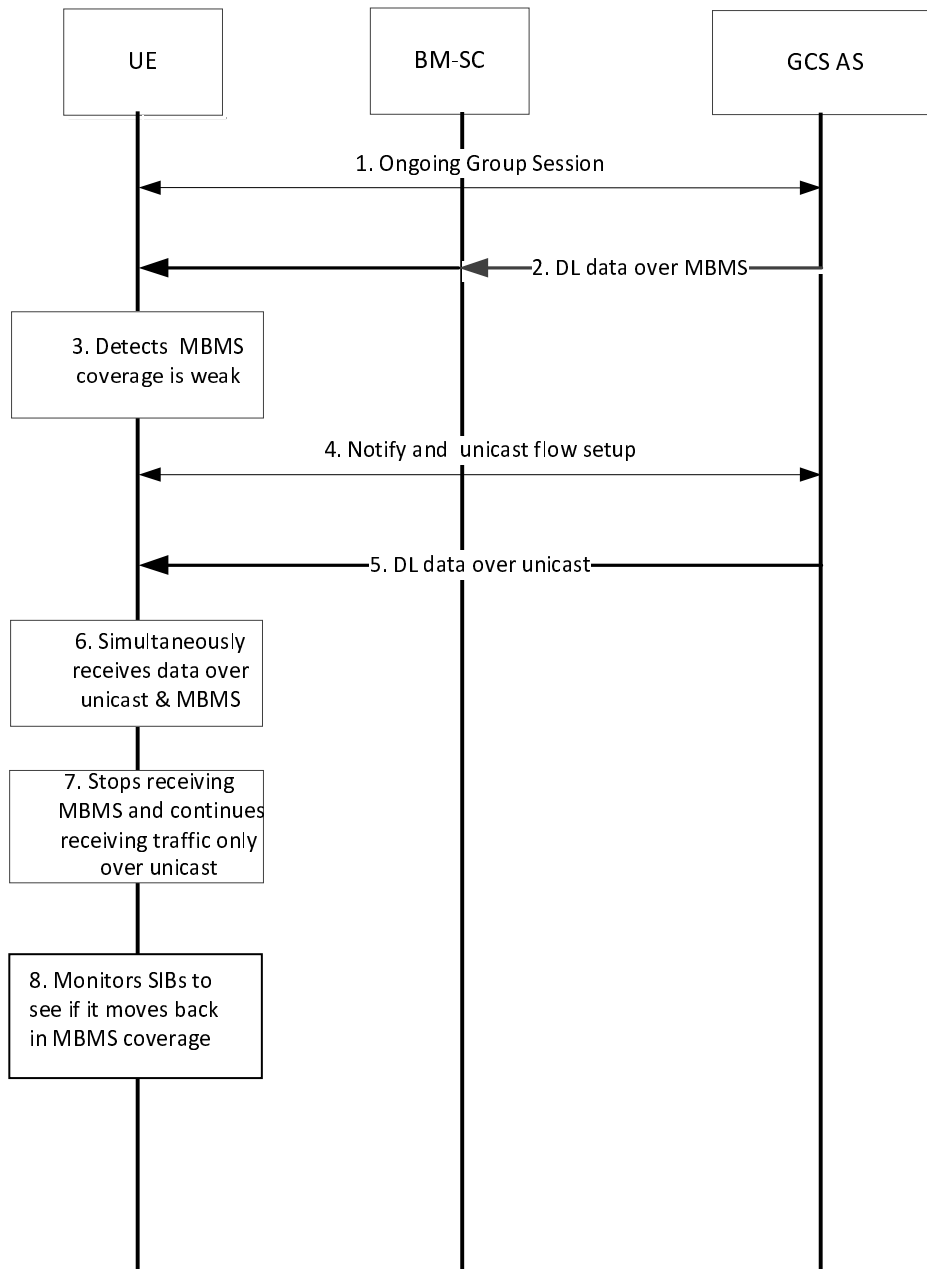 UE
BM-SC
GCS AS
1. Ongoing Group Session
2. DL data over MBMS
3. Detects MBMS
coverage is weak
4. Notify and unicast flow setup
5. DL data over unicast
6. Simultaneously
receives data over
unicast & MBMS
7. Stops receiving
MBMS and continues
receiving traffic only
over unicast
8. Monitors SIBs to
see if it moves back
in MBMS coverage